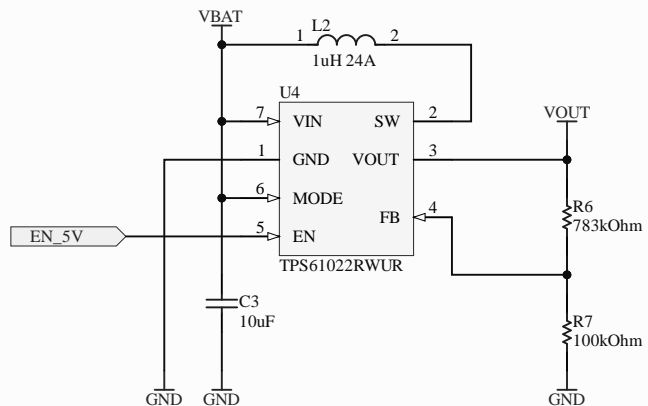 VBAT
L2
1 2
1uH 24A
U4
7 VIN SW 2
VOUT
1 GND VOUT 3
6 MODE
FB 4
R6
783kOhm
EN_5V
5 EN
TPS61022RWUR
C3
10uF
R7
100kOhm
GND GND GND